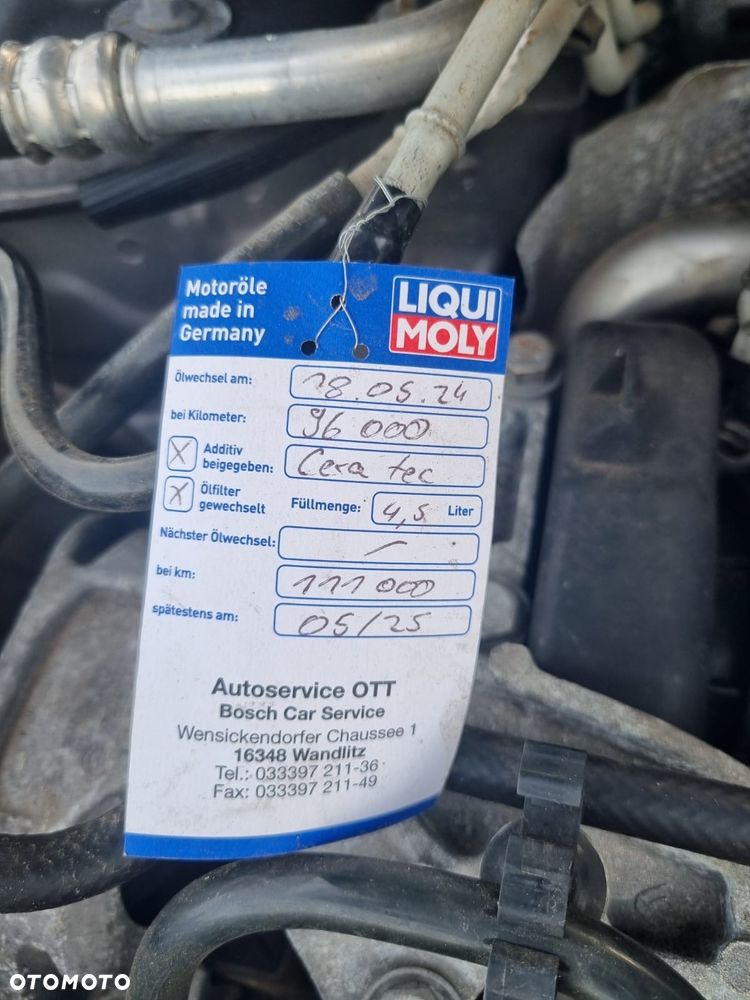 Motoröle
made in
Germany
LIQUI
MOLY
Ölwechsel am: 18.05.24
bei Kilometer: 96 000
X Additiv
beigegeben: Cera tec
X Ölfilter
gewechselt Füllmenge: 4,5 Liter
Nächster Ölwechsel: -
bei km: 111 000
spätestens am: 05/25
Autoservice OTT
Bosch Car Service
Wensickendorfer Chaussee 1
16348 Wandlitz
Tel.: 033397 211-36
Fax: 033397 211-49
OTOMOTO